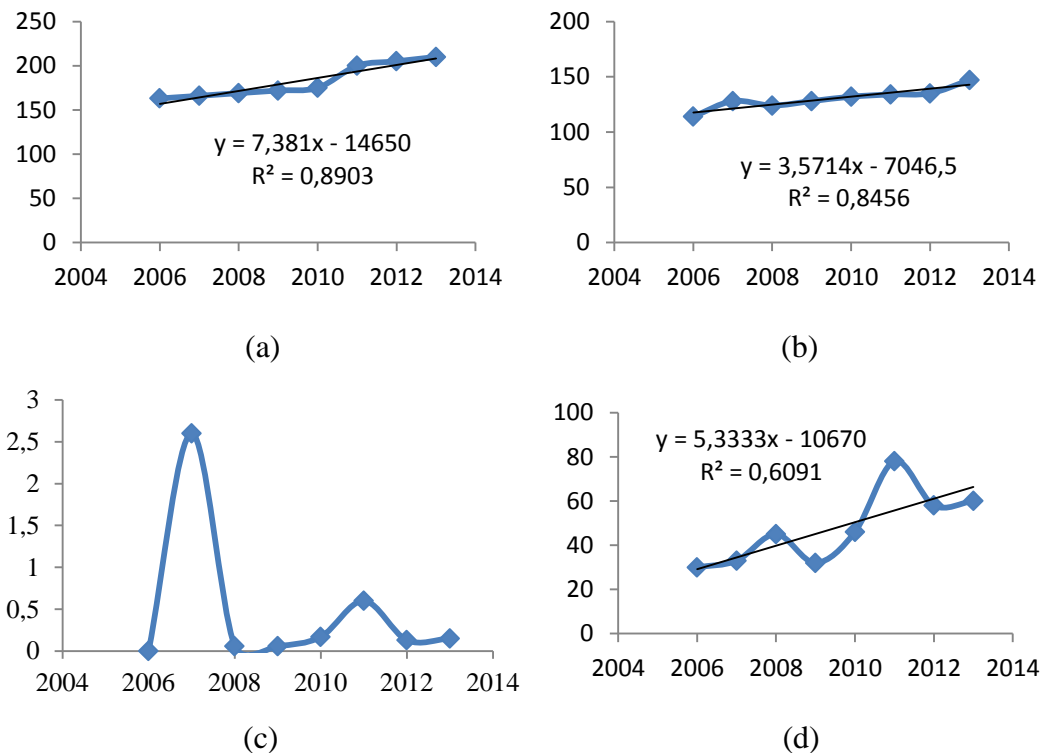 250
200
150
100
50
0
2004 2006 2008 2010 2012 2014
y = 7,381x - 14650
R² = 0,8903
(a)
200
150
100
50
0
2004 2006 2008 2010 2012 2014
y = 3,5714x - 7046,5
R² = 0,8456
(b)
3
2,5
2
1,5
1
0,5
0
2004 2006 2008 2010 2012 2014
(c)
100
80
60
40
20
0
2004 2006 2008 2010 2012 2014
y = 5,3333x - 10670
R² = 0,6091
(d)